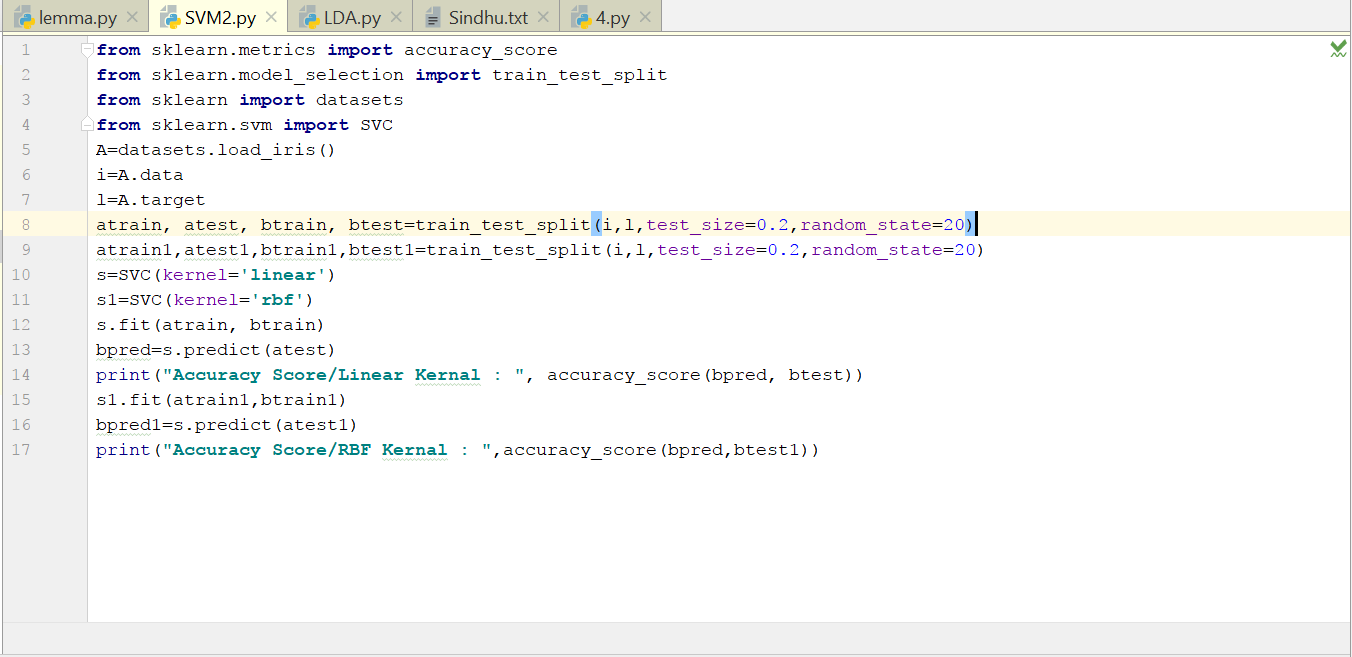 lemma.py SVM2.py LDA.py Sindhu.txt 4.py
1 from sklearn.metrics import accuracy_score
2 from sklearn.model_selection import train_test_split
3 from sklearn import datasets
4 from sklearn.svm import SVC
5 A=datasets.load_iris()
6 i=A.data
7 l=A.target
8 atrain, atest, btrain, btest=train_test_split(i,l,test_size=0.2,random_state=20)
9 atrain1,atest1,btrain1,btest1=train_test_split(i,l,test_size=0.2,random_state=20)
10 s=SVC(kernel='linear')
11 s1=SVC(kernel='rbf')
12 s.fit(atrain, btrain)
13 bpred=s.predict(atest)
14 print("Accuracy Score/Linear Kernal : ", accuracy_score(bpred, btest))
15 s1.fit(atrain1,btrain1)
16 bpred1=s.predict(atest1)
17 print("Accuracy Score/RBF Kernal : ",accuracy_score(bpred,btest1))